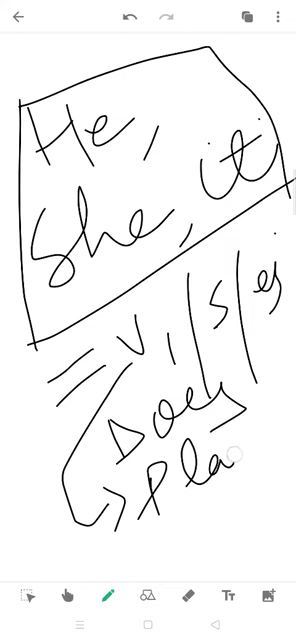 He,
She, it
= V1/s/es
Does
Pla